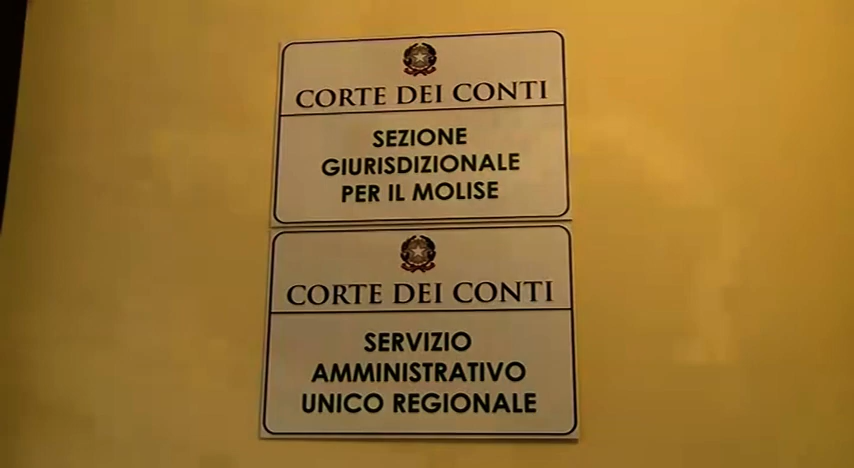 CORTE DEI CONTI
SEZIONE
GIURISDIZIONALE
PER IL MOLISE
CORTE DEI CONTI
SERVIZIO
AMMINISTRATIVO
UNICO REGIONALE